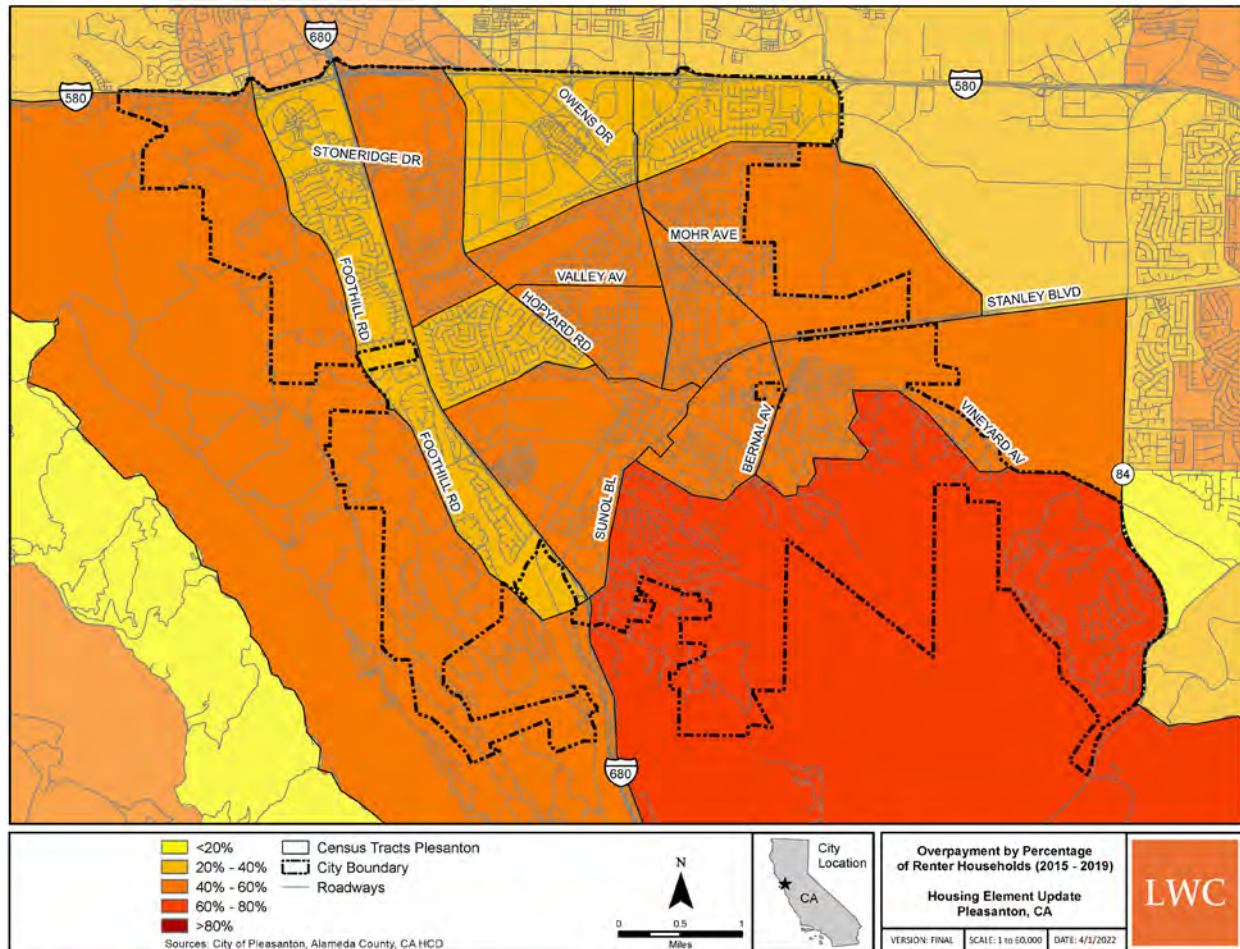 680
580
580
OWENS DR
STONERIDGE DR
MOHR AVE
FOOTHILL RD
VALLEY AV
HOPYARD RD
STANLEY BLVD
VINEYARD AV
BERNAL AV
FOOTHILL RD
SUNOL BL
84
680
<20%
20% - 40%
40% - 60%
60% - 80%
>80%
Census Tracts Plesanton
City Boundary
Roadways
Sources: City of Pleasanton, Alameda County, CA HCD
N
0 0.5 1
Miles
City
Location
CA
Overpayment by Percentage
of Renter Households (2015 - 2019)
Housing Element Update
Pleasanton, CA
VERSION: FINAL SCALE: 1 to 60,000 DATE: 4/1/2022
LWC